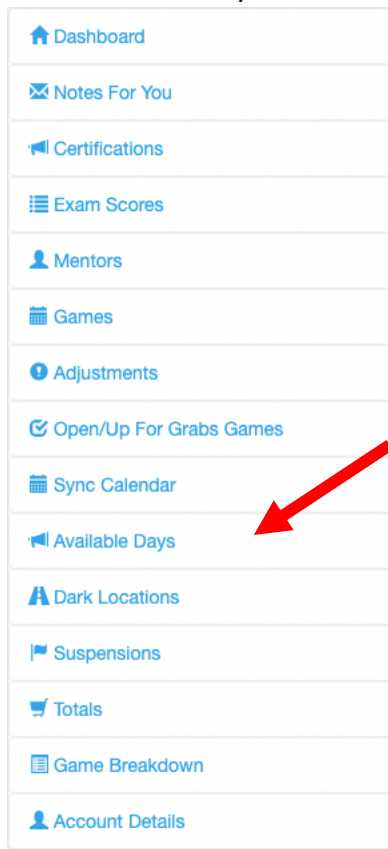 Dashboard
Notes For You
Certifications
Exam Scores
Mentors
Games
Adjustments
Open/Up For Grabs Games
Sync Calendar
Available Days
Dark Locations
Suspensions
Totals
Game Breakdown
Account Details